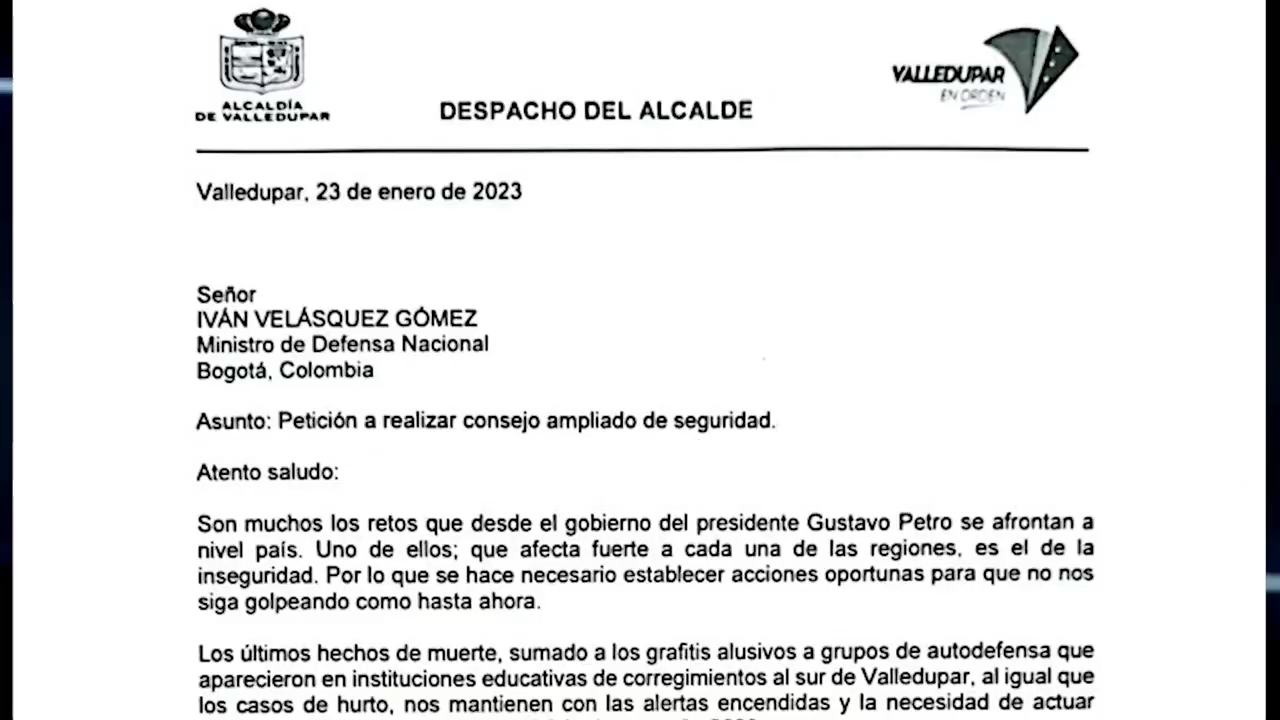 ALCALDÍA
DE VALLEDUPAR
DESPACHO DEL ALCALDE
VALLEDUPAR
EN ORDEN
Valledupar, 23 de enero de 2023
Señor
IVÁN VELÁSQUEZ GÓMEZ
Ministro de Defensa Nacional
Bogotá, Colombia
Asunto: Petición a realizar consejo ampliado de seguridad.
Atento saludo:
Son muchos los retos que desde el gobierno del presidente Gustavo Petro se afrontan a
nivel país. Uno de ellos; que afecta fuerte a cada una de las regiones, es el de la
inseguridad. Por lo que se hace necesario establecer acciones oportunas para que no nos
siga golpeando como hasta ahora.
Los últimos hechos de muerte, sumado a los grafitis alusivos a grupos de autodefensa que
aparecieron en instituciones educativas de corregimientos al sur de Valledupar, al igual que
los casos de hurto, nos mantienen con las alertas encendidas y la necesidad de actuar